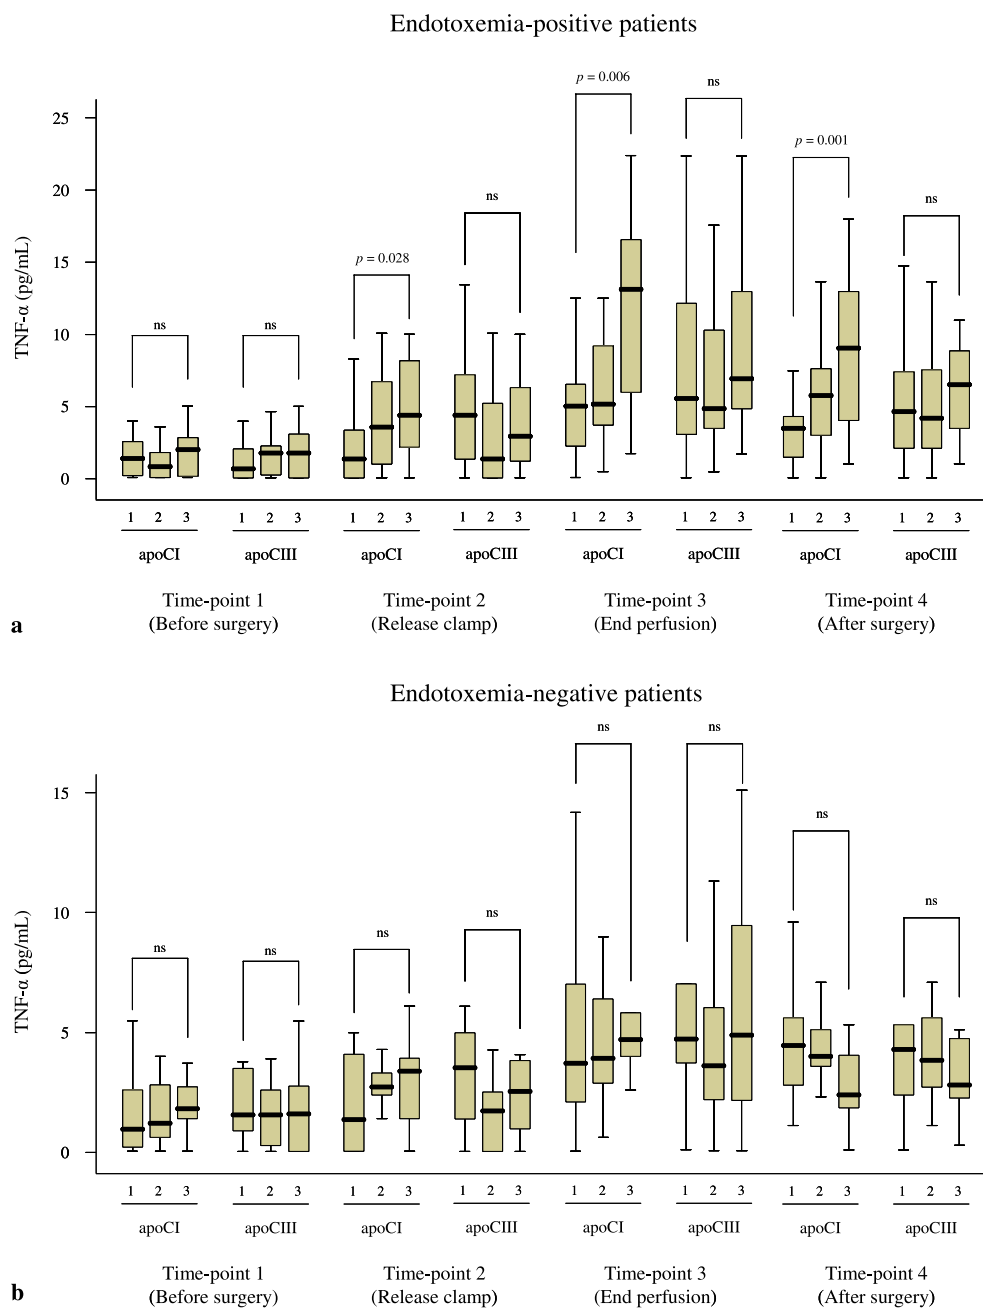 Endotoxemia-positive patients
p = 0.006
ns
25
p = 0.001
20
ns
ns
p = 0.028
15
TNF-α (pg/mL)
ns
ns
10
5
0
1 2 3 1 2 3 1 2 3 1 2 3 1 2 3 1 2 3 1 2 3 1 2 3
apoCI apoCIII apoCI apoCIII apoCI apoCIII apoCI apoCIII
Time-point 1 Time-point 2 Time-point 3 Time-point 4
a (Before surgery) (Release clamp) (End perfusion) (After surgery)
Endotoxemia-negative patients
ns ns
15
ns
10
ns
ns
ns
ns
ns
TNF-α (pg/mL)
5
0
1 2 3 1 2 3 1 2 3 1 2 3 1 2 3 1 2 3 1 2 3 1 2 3
apoCI apoCIII apoCI apoCIII apoCI apoCIII apoCI apoCIII
Time-point 1 Time-point 2 Time-point 3 Time-point 4
b (Before surgery) (Release clamp) (End perfusion) (After surgery)